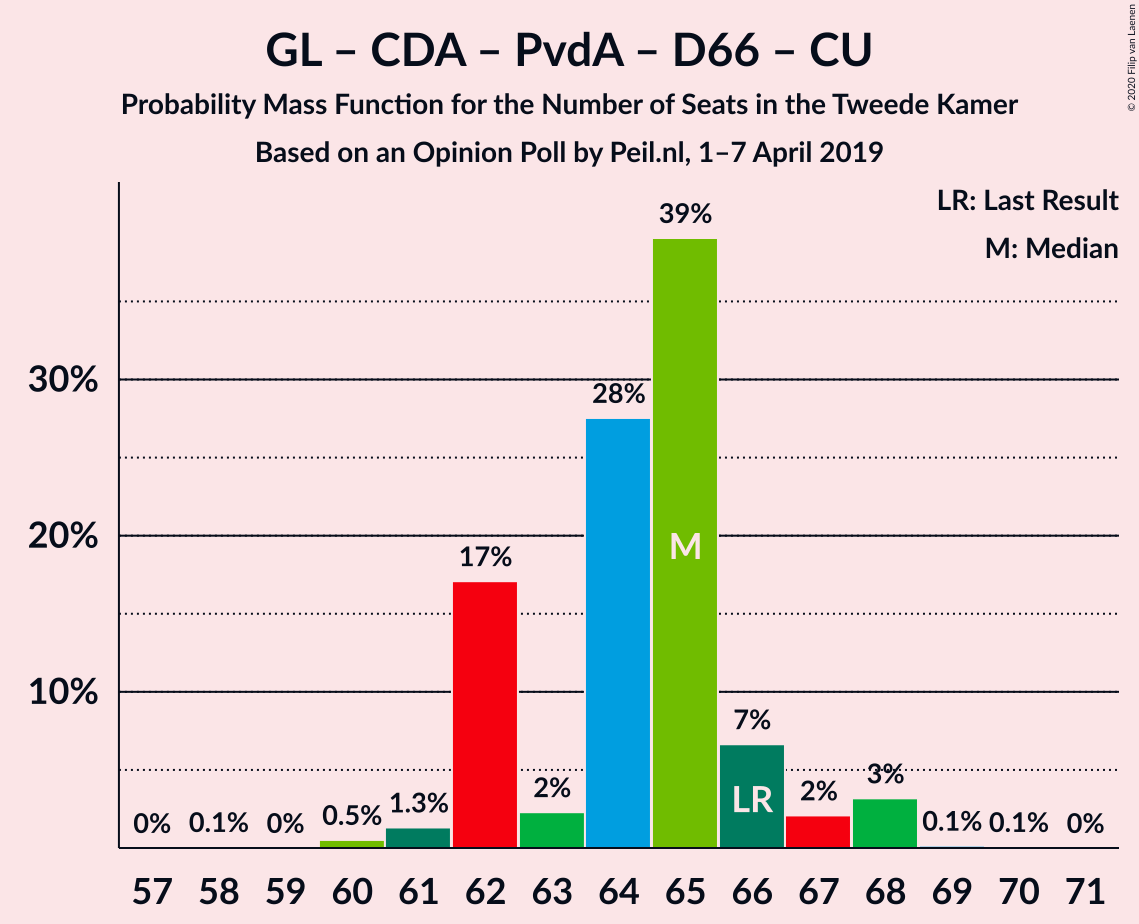 GL – CDA – PvdA – D66 – CU
Probability Mass Function for the Number of Seats in the Tweede Kamer
Based on an Opinion Poll by Peil.nl, 1–7 April 2019
© 2020 Filip van Laenen
LR: Last Result
M: Median
30%
20%
10%
0% 0.1% 0% 0.5% 1.3% 17% 2% 28% 39% 7% 2% 3% 0.1% 0.1% 0%
M
LR
57 58 59 60 61 62 63 64 65 66 67 68 69 70 71